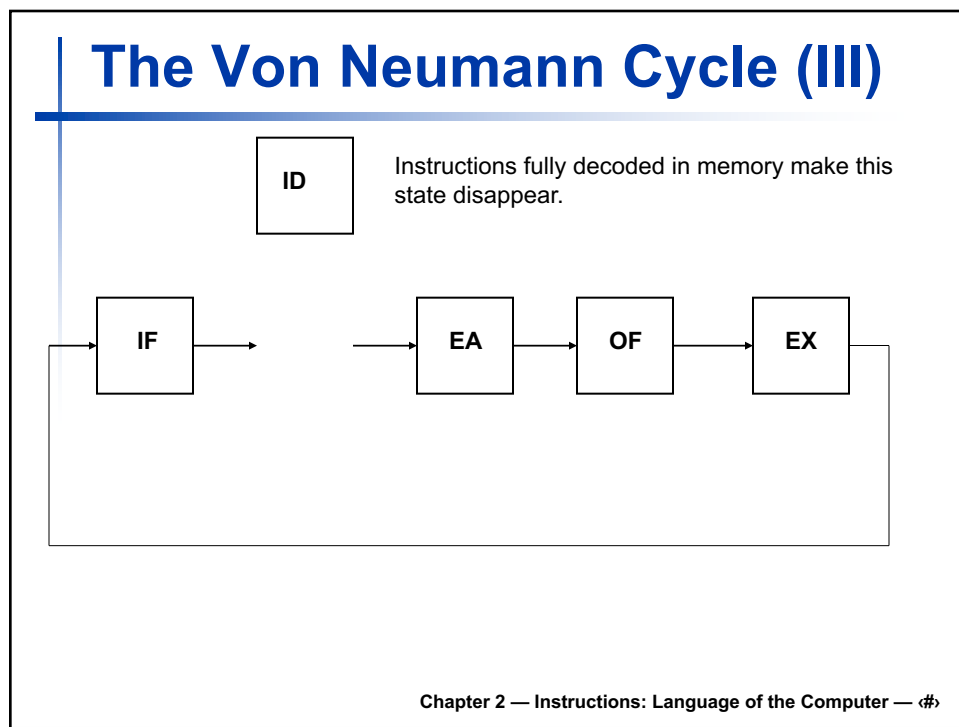 The Von Neumann Cycle (III)
ID
Instructions fully decoded in memory make this
state disappear.
IF
EA
OF
EX
Chapter 2 — Instructions: Language of the Computer — ‹#›